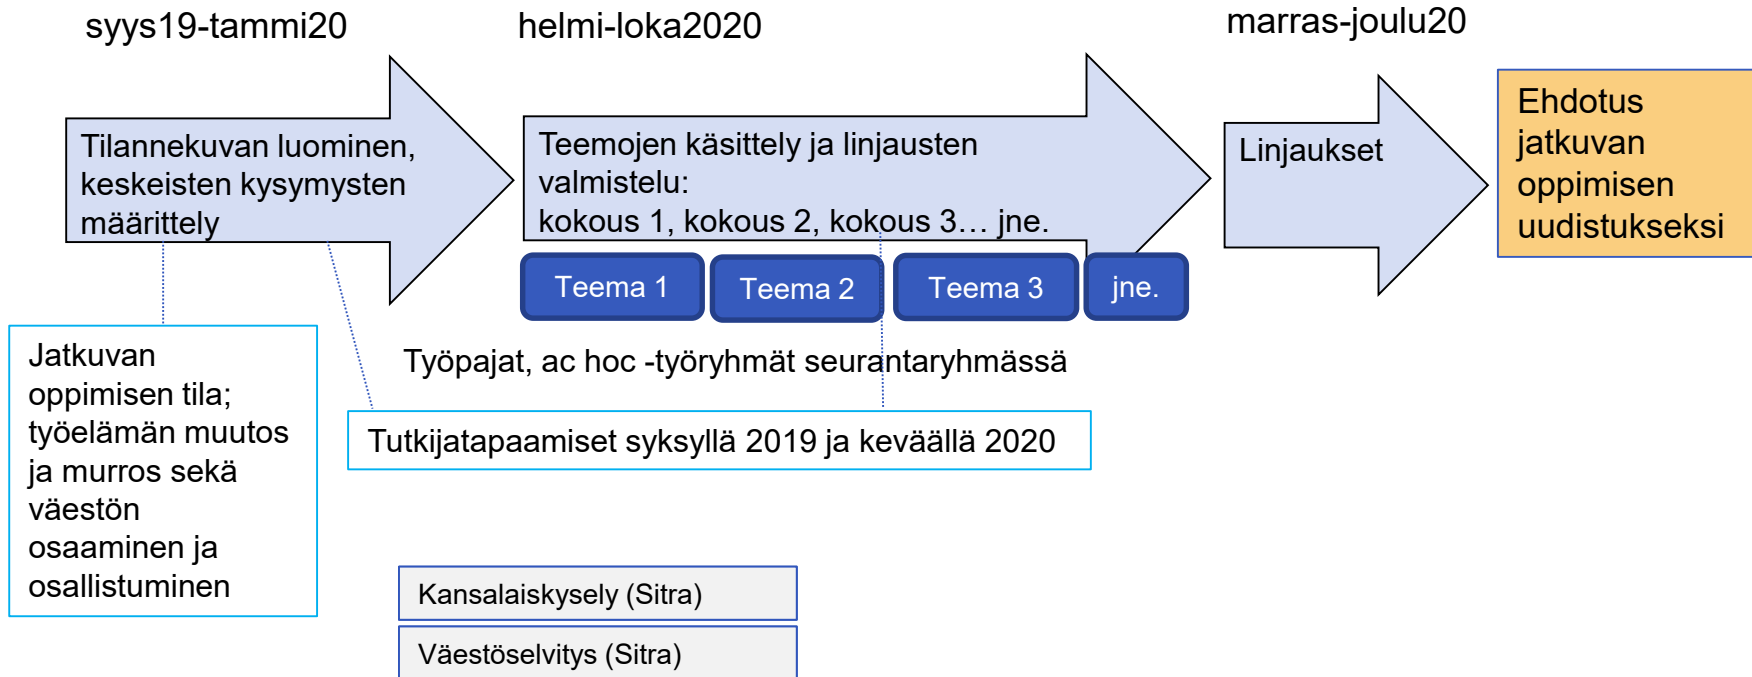 syys19-tammi20
helmi-loka2020
marras-joulu20
Tilannekuvan luominen,
keskeisten kysymysten
määrittely
Teemojen käsittely ja linjausten
valmistelu:
kokous 1, kokous 2, kokous 3… jne.
Linjaukset
Ehdotus
jatkuvan
oppimisen
uudistukseksi
Teema 1
Teema 2
Teema 3
jne.
Jatkuvan
oppimisen tila;
työelämän muutos
ja murros sekä
väestön
osaaminen ja
osallistuminen
Työpajat, ac hoc -työryhmät seurantaryhmässä
Tutkijatapaamiset syksyllä 2019 ja keväällä 2020
Kansalaiskysely (Sitra)
Väestöselvitys (Sitra)